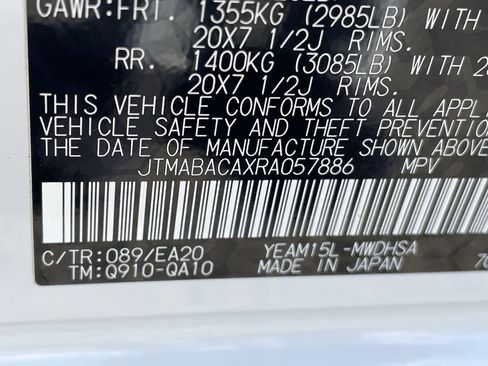 GAWR:FRT. 1355KG (2985LB) WITH
20X7 1/2J RIMS.
RR. 1400KG (3085LB) WITH
20X7 1/2J RIMS.
THIS VEHICLE CONFORMS TO ALL
VEHICLE SAFETY AND THEFT
THE DATE OF MANUFACTURE SHOWN ABOVE
JTMABACAXRA057886 MPV
C/TR:089/EA20 YEAM15L-MWDHSA
TM:Q910-QA10 MADE IN JAPAN